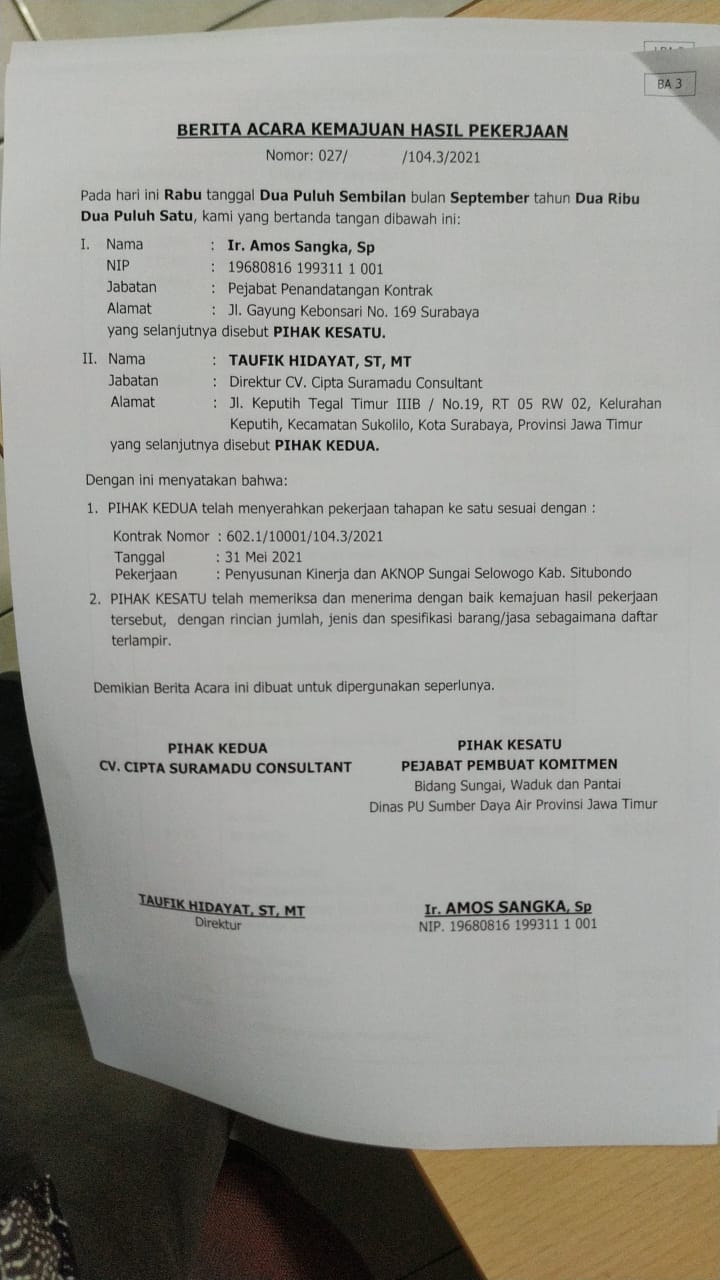 BA 3
BERITA ACARA KEMAJUAN HASIL PEKERJAAN
Nomor: 027/ /104.3/2021
Pada hari ini Rabu tanggal Dua Puluh Sembilan bulan September tahun Dua Ribu
Dua Puluh Satu, kami yang bertanda tangan dibawah ini:
I. Nama : Ir. Amos Sangka, Sp
NIP : 19680816 199311 1 001
Jabatan : Pejabat Penandatangan Kontrak
Alamat : Jl. Gayung Kebonsari No. 169 Surabaya
yang selanjutnya disebut PIHAK KESATU.
II. Nama : TAUFIK HIDAYAT, ST, MT
Jabatan : Direktur CV. Cipta Suramadu Consultant
Alamat : Jl. Keputih Tegal Timur IIIB / No.19, RT 05 RW 02, Kelurahan
Keputih, Kecamatan Sukolilo, Kota Surabaya, Provinsi Jawa Timur
yang selanjutnya disebut PIHAK KEDUA.
Dengan ini menyatakan bahwa:
1. PIHAK KEDUA telah menyerahkan pekerjaan tahapan ke satu sesuai dengan :
Kontrak Nomor : 602.1/10001/104.3/2021
Tanggal : 31 Mei 2021
Pekerjaan : Penyusunan Kinerja dan AKNOP Sungai Selowogo Kab. Situbondo
2. PIHAK KESATU telah memeriksa dan menerima dengan baik kemajuan hasil pekerjaan
tersebut, dengan rincian jumlah, jenis dan spesifikasi barang/jasa sebagaimana daftar
terlampir.
Demikian Berita Acara ini dibuat untuk dipergunakan seperlunya.
PIHAK KEDUA
CV. CIPTA SURAMADU CONSULTANT
PIHAK KESATU
PEJABAT PEMBUAT KOMITMEN
Bidang Sungai, Waduk dan Pantai
Dinas PU Sumber Daya Air Provinsi Jawa Timur
TAUFIK HIDAYAT, ST, MT
Direktur
Ir. AMOS SANGKA, Sp
NIP. 19680816 199311 1 001